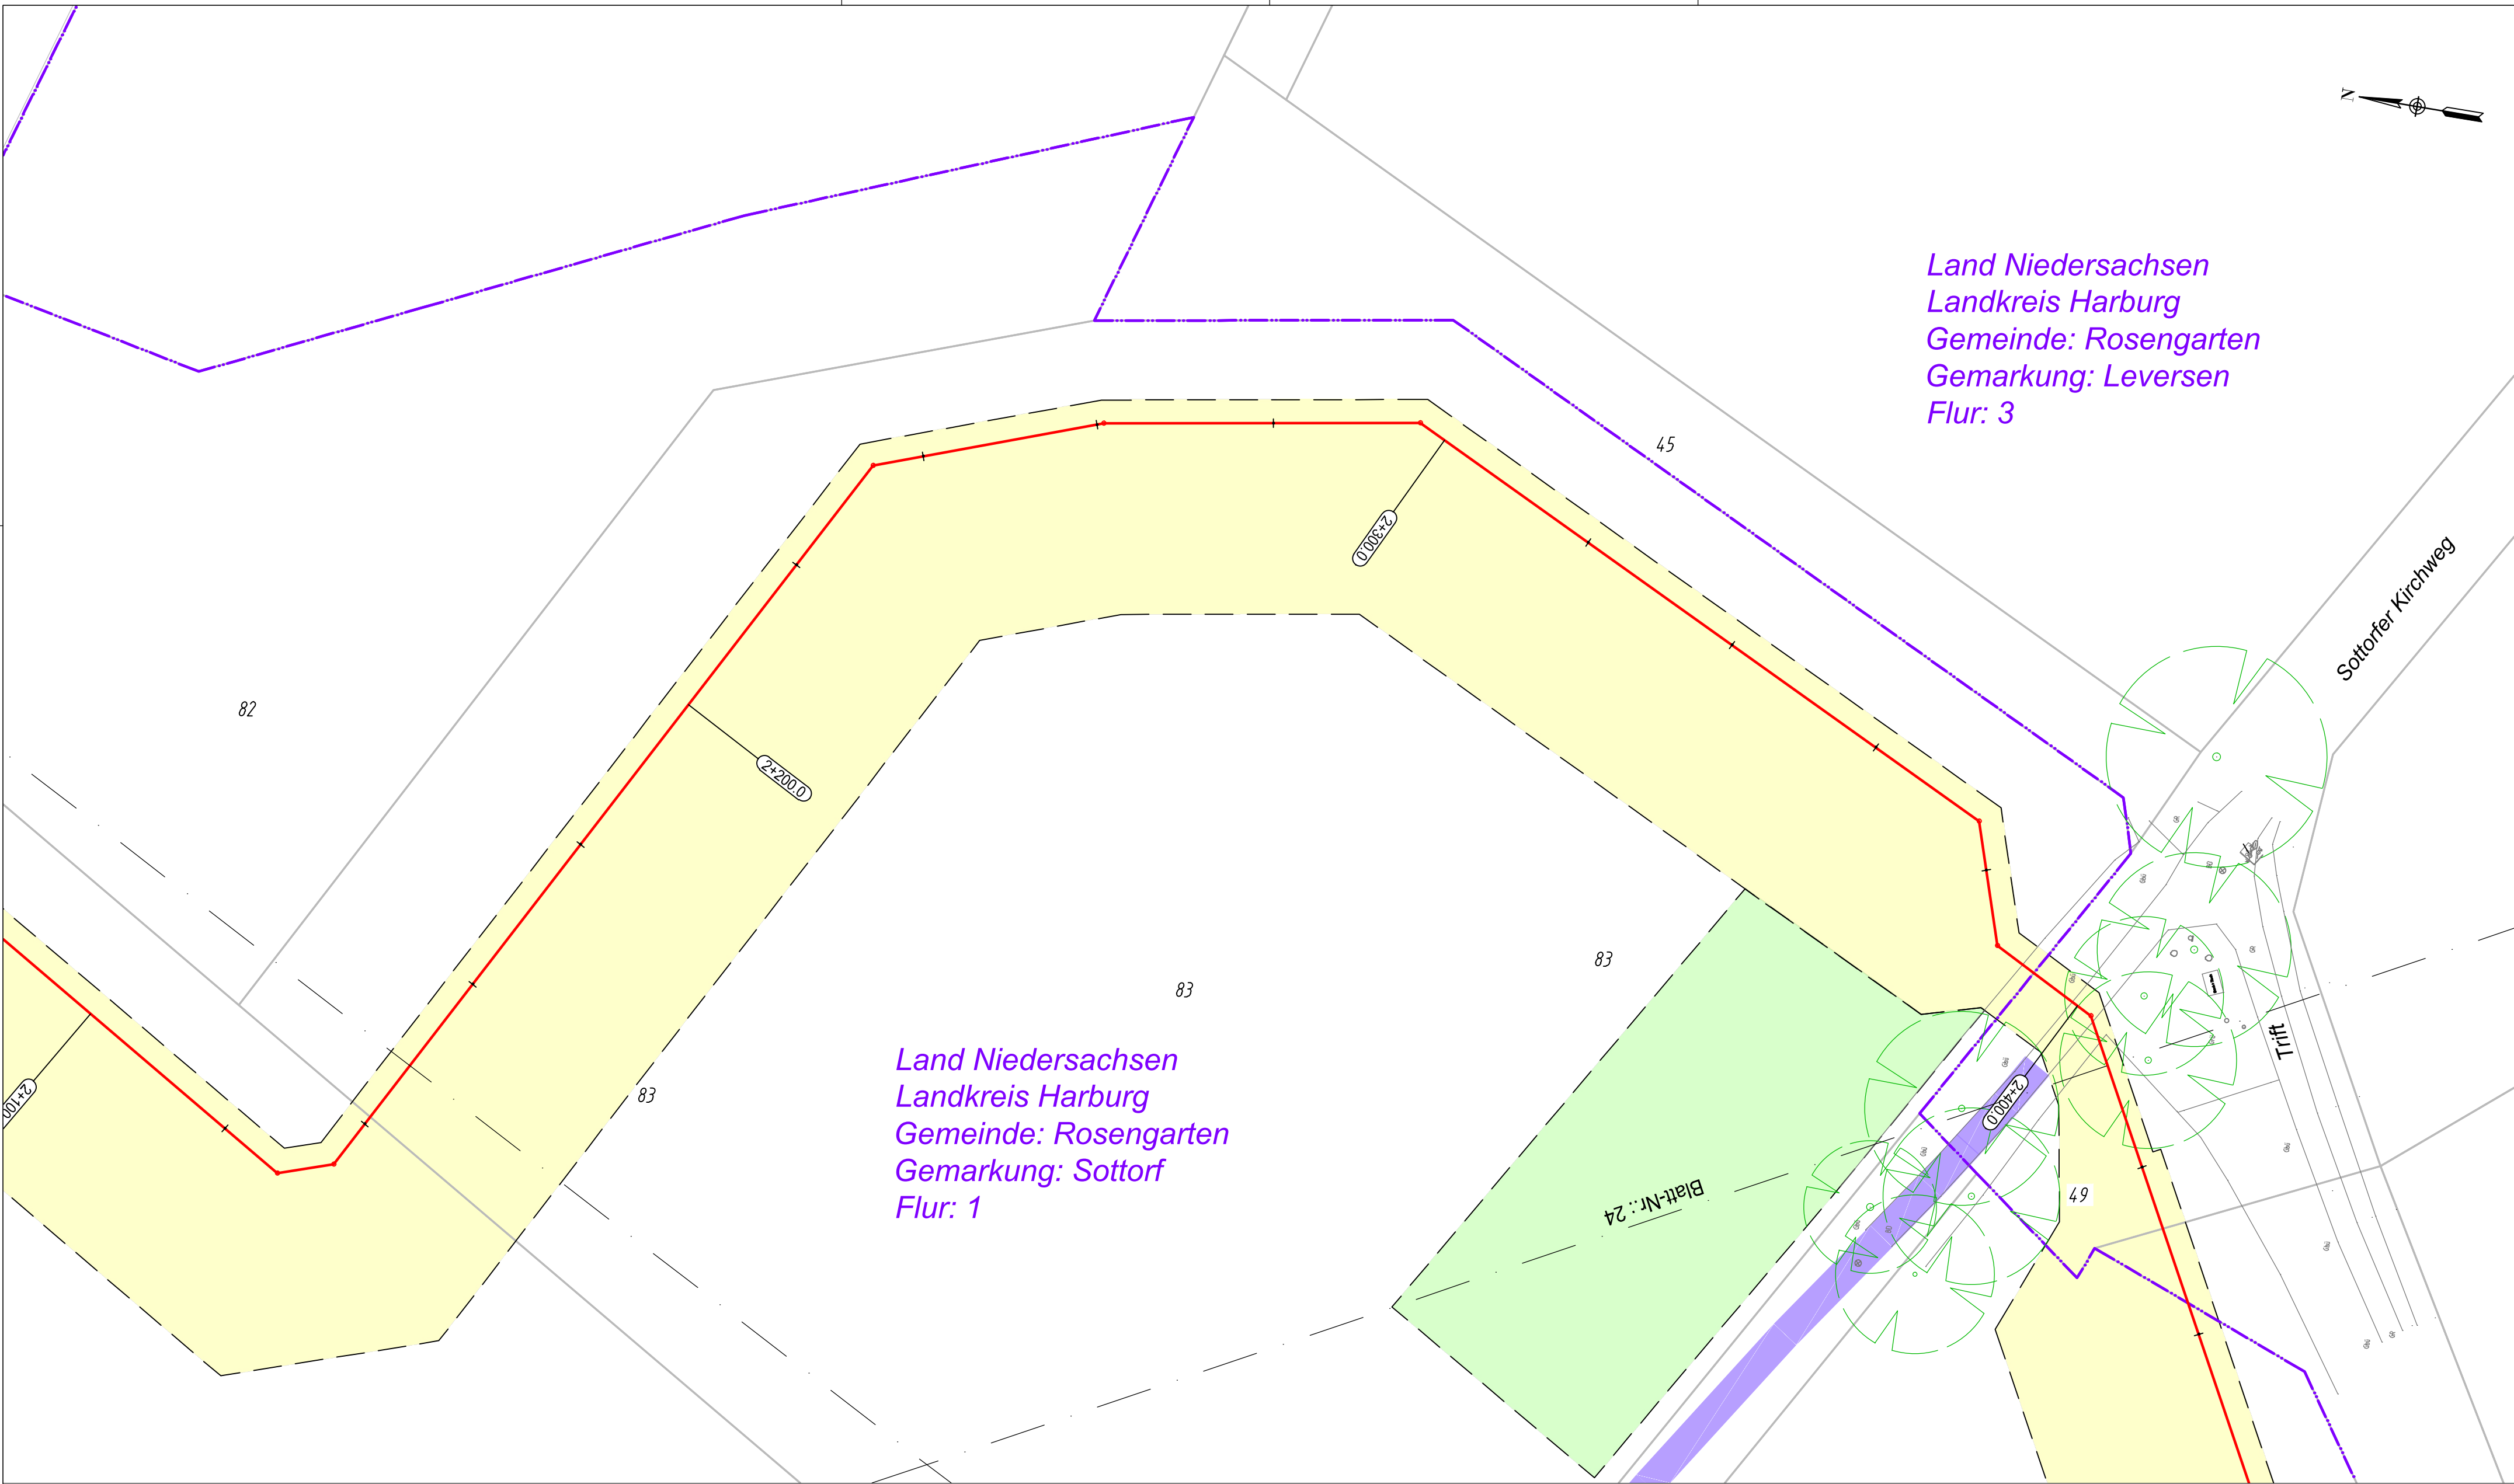 N
Land Niedersachsen
Landkreis Harburg
Gemeinde: Rosengarten
Gemarkung: Leversen
Flur: 3
45
2+300.0
Sottorfer Kirchweg
82
2+200.0
83
83
83
2+100
Land Niedersachsen
Landkreis Harburg
Gemeinde: Rosengarten
Gemarkung: Sottorf
Flur: 1
Trift
2+400.0
49
Blatt-Nr.: 24